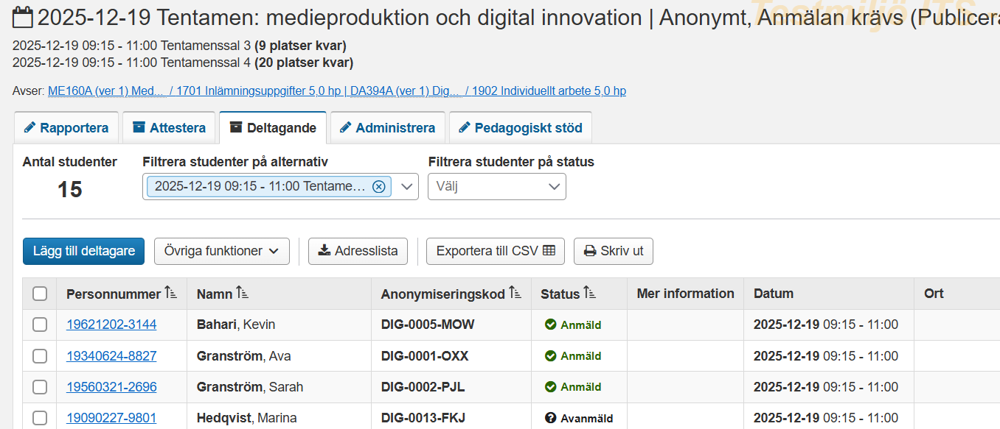 2025-12-19 Tentamen: medieproduktion och digital innovation | Anonymt, Anmälan krävs (Publicera
Testmiljö ITS -
2025-12-19 09:15 - 11:00 Tentamenssal 3 (9 platser kvar)
2025-12-19 09:15 - 11:00 Tentamenssal 4 (20 platser kvar)
Avser: ME160A (ver 1) Med... / 1701 Inlämningsuppgifter 5,0 hp | DA394A (ver 1) Dig... / 1902 Individuellt arbete 5,0 hp
Rapportera Attestera Deltagande Administrera Pedagogiskt stöd
Antal studenter Filtrera studenter på alternativ Filtrera studenter på status
15 2025-12-19 09:15 - 11:00 Tentame... Välj
Lägg till deltagare Övriga funktioner Adresslista Exportera till CSV Skriv ut
Personnummer Namn Anonymiseringskod Status Mer information Datum Ort
19621202-3144 Bahari, Kevin DIG-0005-MOW Anmäld 2025-12-19 09:15 - 11:00
19340624-8827 Granström, Ava DIG-0001-OXX Anmäld 2025-12-19 09:15 - 11:00
19560321-2696 Granström, Sarah DIG-0002-PJL Anmäld 2025-12-19 09:15 - 11:00
19090227-9801 Hedqvist, Marina DIG-0013-FKJ Avanmäld 2025-12-19 09:15 - 11:00